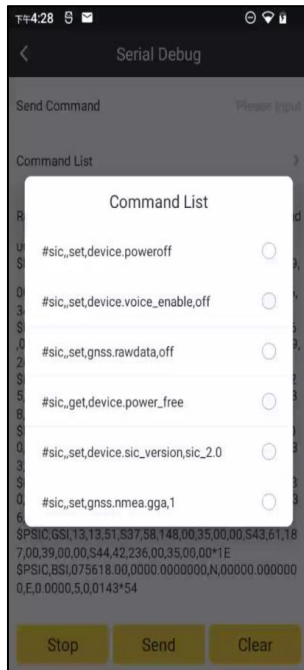 下午4:28
Serial Debug
Send Command
Please Input
Command List
Command List
#sic,,set,device.poweroff
#sic,,set,device.voice_enable,off
#sic,,set,gnss.rawdata,off
#sic,,get,device.power_free
#sic,,set,device.sic_version,sic_2.0
#sic,,set,gnss.nmea.gga,1
$PSIC,GSI,13,13,51,S37,58,148,00,35,00,00,S43,61,18
7,00,39,00,00,S44,42,236,00,35,00,00*1E
$PSIC,BSI,075618.00,0000.0000000,N,00000.000000
0,E,0.0000,5,0,0143*54
Stop
Send
Clear